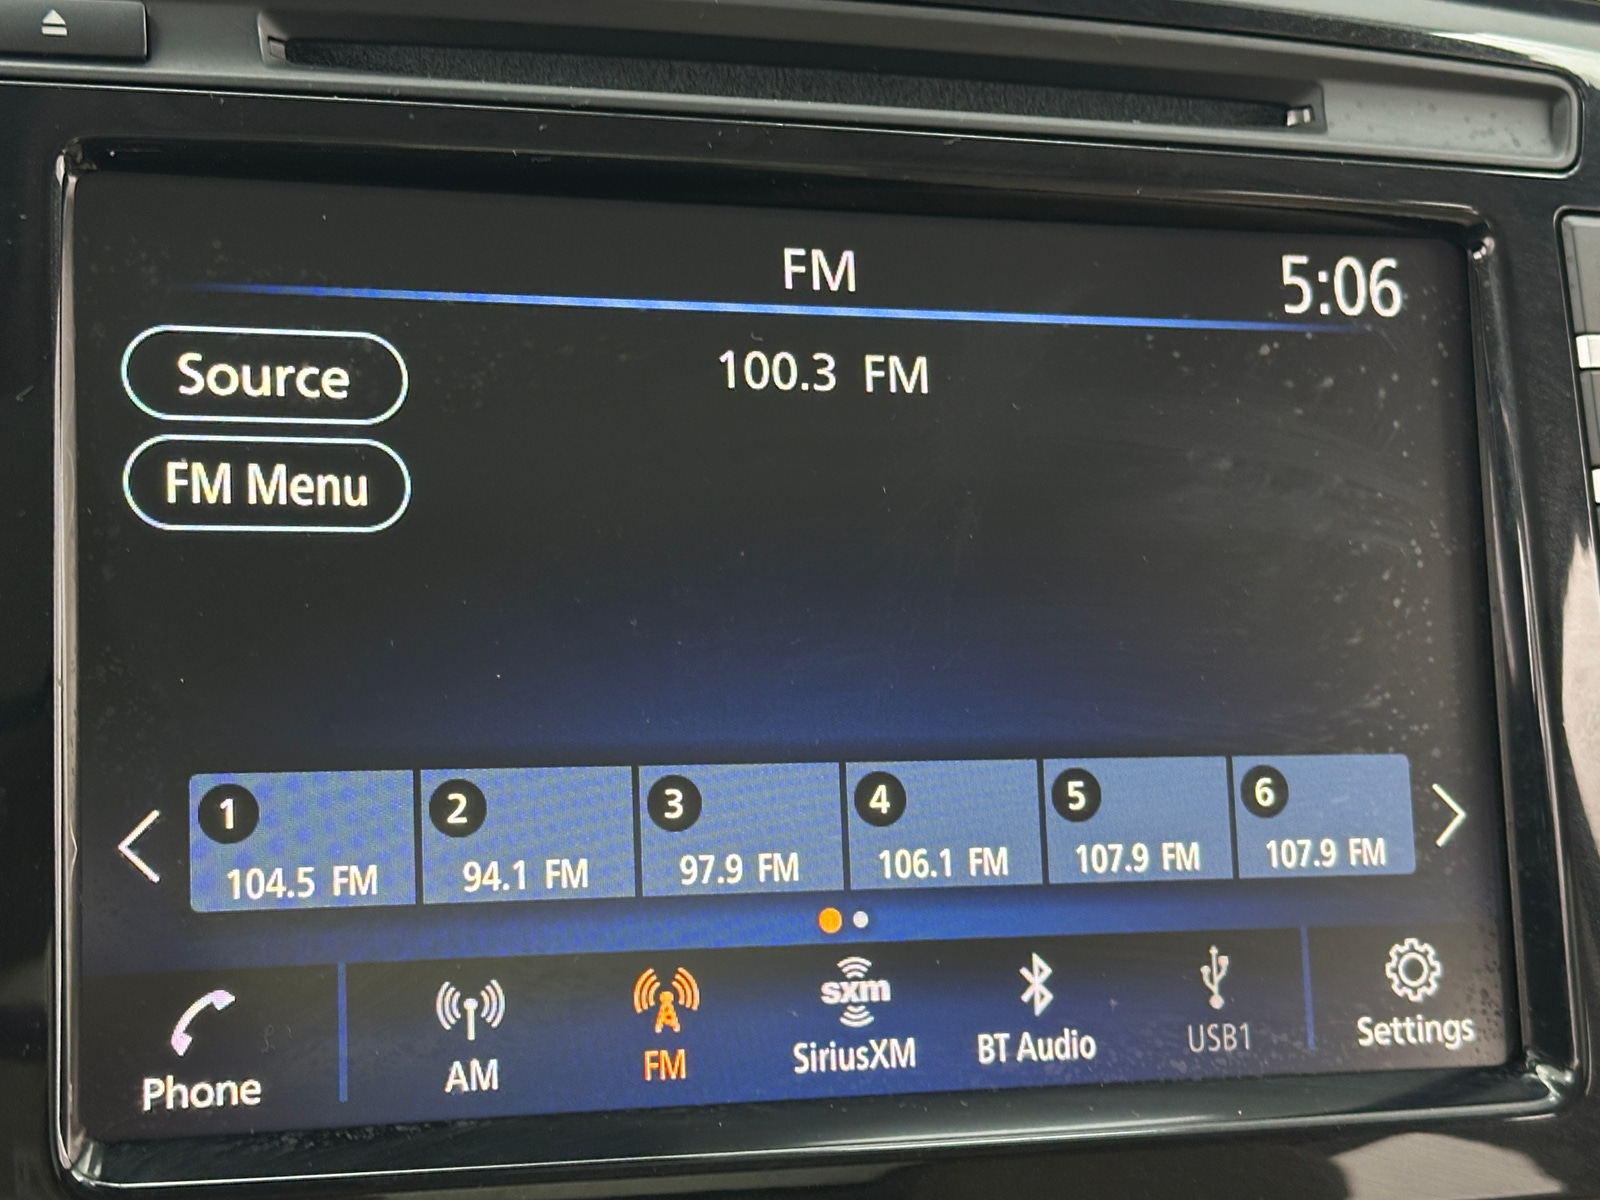 FM
5:06
100.3 FM
Source
FM Menu
1 2 3 4 5 6
104.5 FM 94.1 FM 97.9 FM 106.1 FM 107.9 FM 107.9 FM
sxm
Phone AM FM SiriusXM BT Audio USB1 Settings